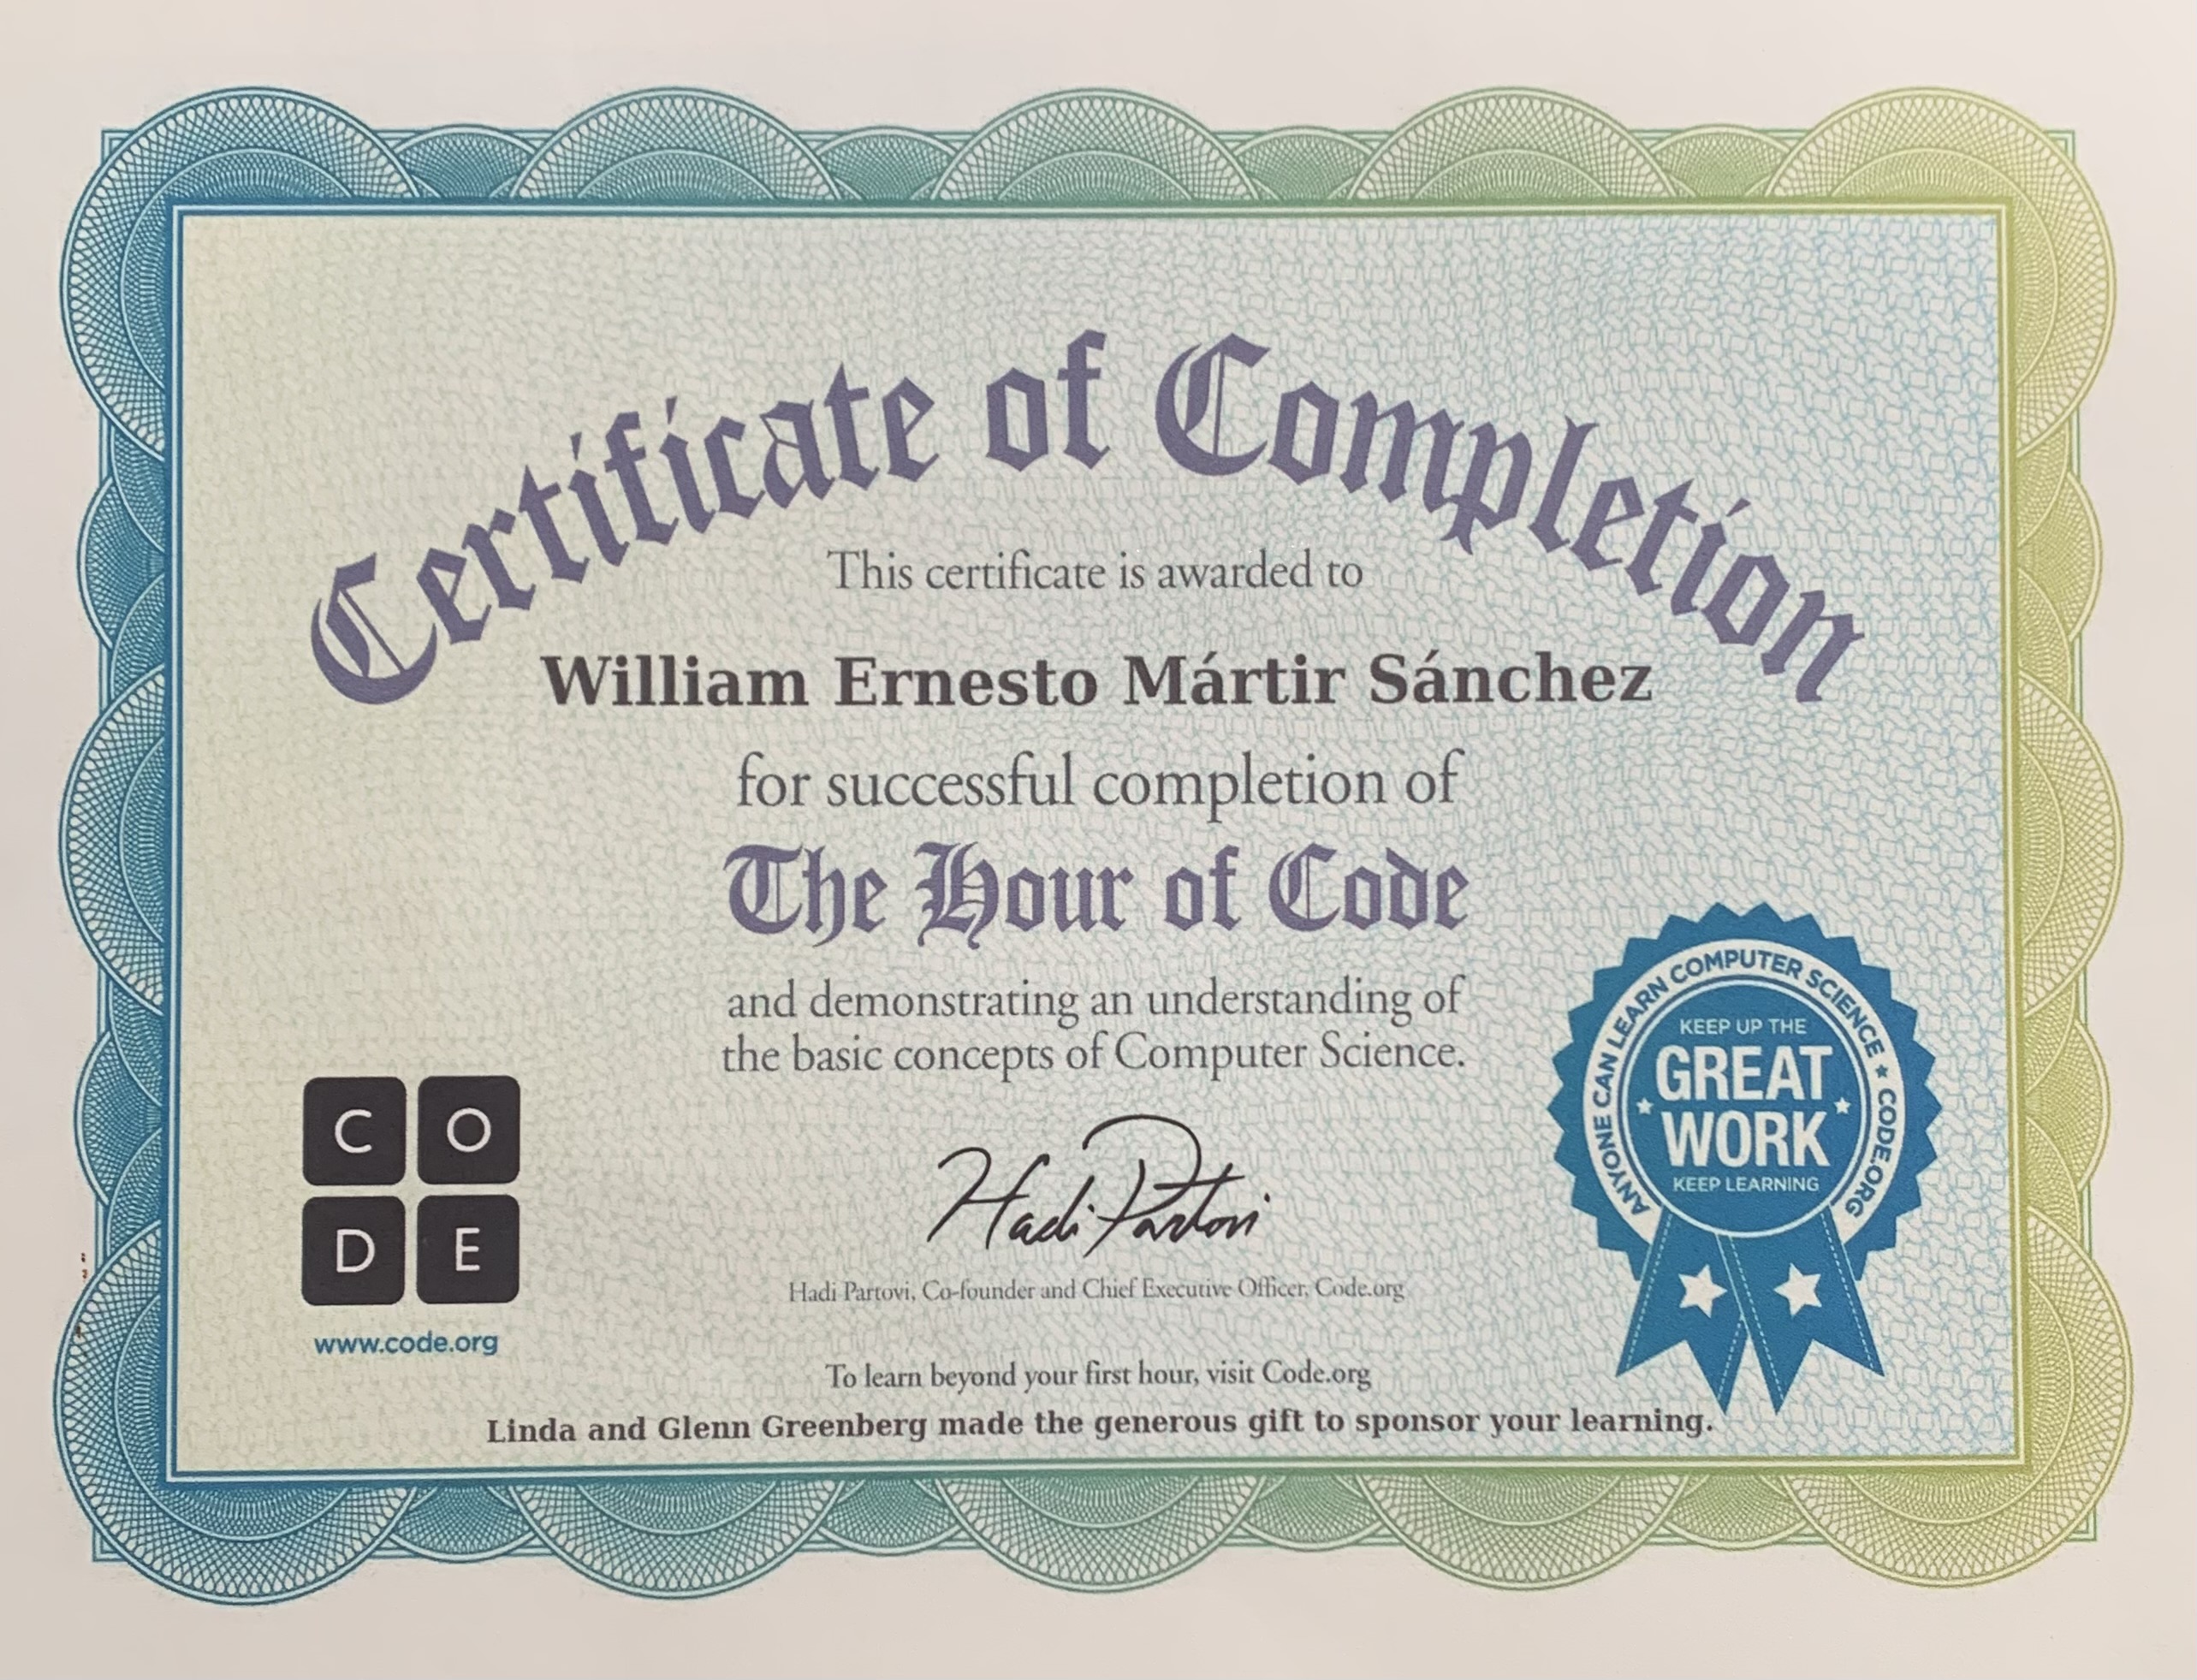 Certificate of Completion
This certificate is awarded to
William Ernesto Mártir Sánchez
for successful completion of
The Hour of Code
and demonstrating an understanding of
the basic concepts of Computer Science.
C O
D E
www.code.org
Hadi Partovi
Hadi Partovi, Co-founder and Chief Executive Officer, Code.org
ANYONE CAN LEARN COMPUTER SCIENCE ★ CODE.ORG
KEEP UP THE
GREAT
WORK
KEEP LEARNING
To learn beyond your first hour, visit Code.org
Linda and Glenn Greenberg made the generous gift to sponsor your learning.